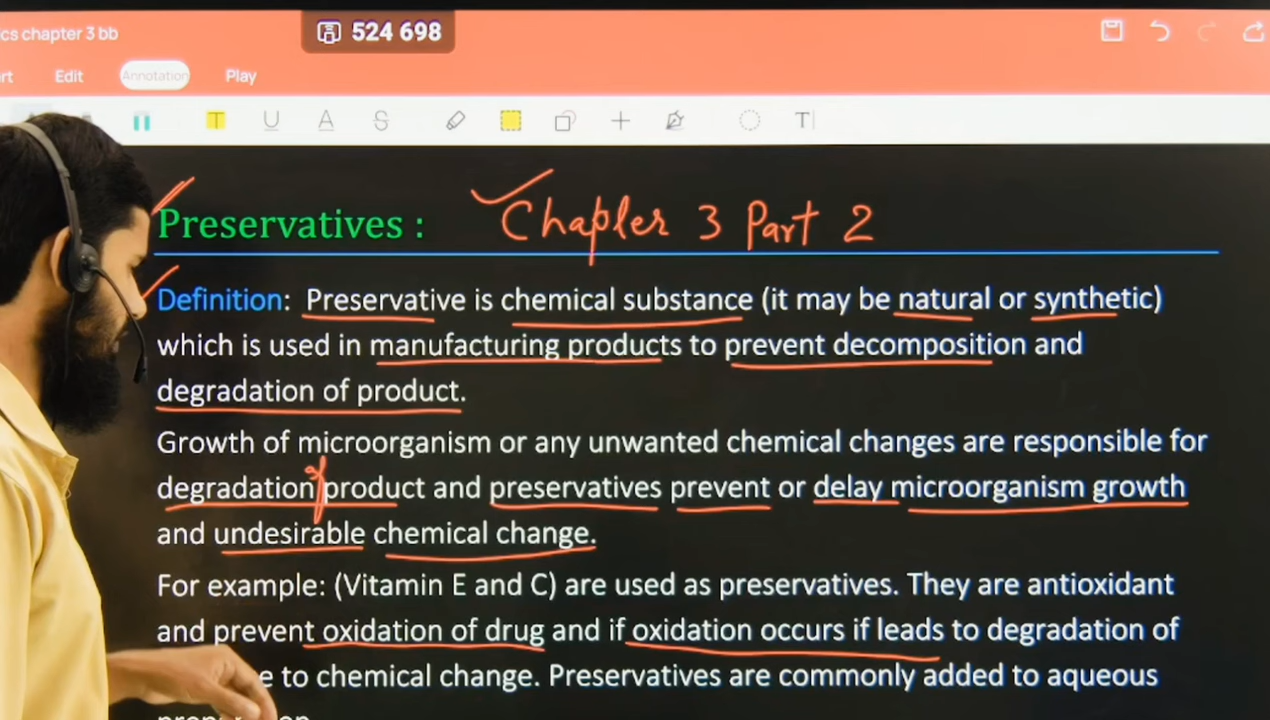 cs chapter 3 bb
524 698
rt Edit Annotation Play
T U A S T
Preservatives : Chapter 3 Part 2
Definition: Preservative is chemical substance (it may be natural or synthetic)
which is used in manufacturing products to prevent decomposition and
degradation of product.
Growth of microorganism or any unwanted chemical changes are responsible for
degradation of product and preservatives prevent or delay microorganism growth
and undesirable chemical change.
For example: (Vitamin E and C) are used as preservatives. They are antioxidant
and prevent oxidation of drug and if oxidation occurs if leads to degradation of
e to chemical change. Preservatives are commonly added to aqueous